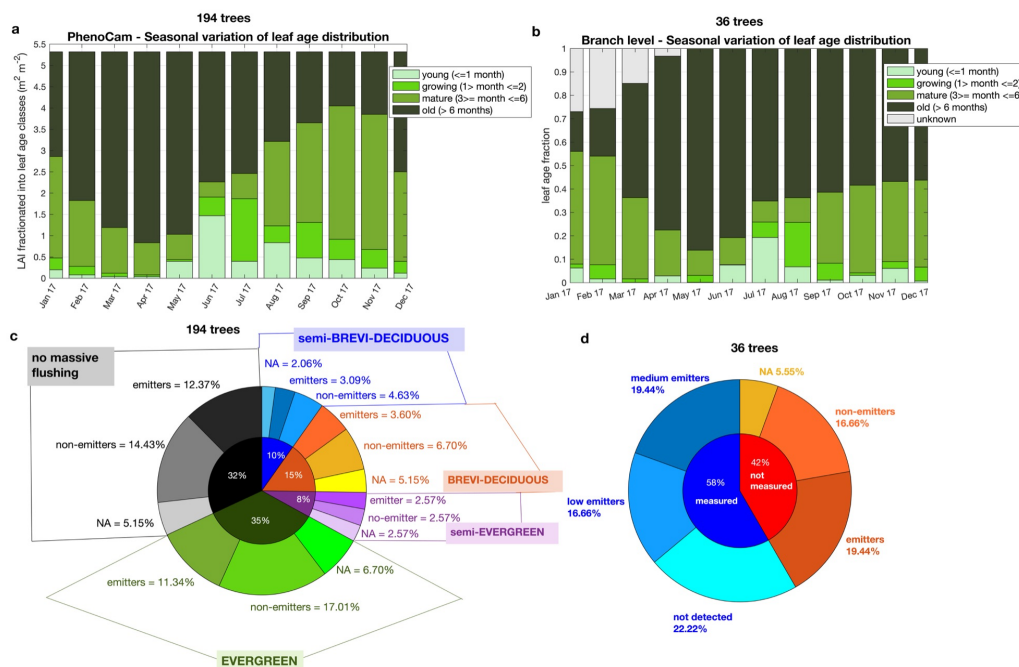 194 trees
a
PhenoCam - Seasonal variation of leaf age distribution
LAI fractionated into leaf age classes (m² m⁻²)
5.5
5
4.5
4
3.5
3
2.5
2
1.5
1
0.5
0
Jan 17
Feb 17
Mar 17
Apr 17
May 17
Jun 17
Jul 17
Aug 17
Sep 17
Oct 17
Nov 17
Dec 17
young (<=1 month)
growing (1> month <=2)
mature (3>= month <=6)
old (> 6 months)
36 trees
b
Branch level - Seasonal variation of leaf age distribution
leaf age fraction
1
0.9
0.8
0.7
0.6
0.5
0.4
0.3
0.2
0.1
0
Jan 17
Feb 17
Mar 17
Apr 17
May 17
Jun 17
Jul 17
Aug 17
Sep 17
Oct 17
Nov 17
Dec 17
young (<=1 month)
growing (1> month <=2)
mature (3>= month <=6)
old (> 6 months)
unknown
c
194 trees
no massive
flushing
semi-BREVI-DECIDUOUS
NA = 2.06%
emitters = 3.09%
non-emitters = 4.63%
emitters = 12.37%
emitters = 3.60%
non-emitters = 14.43%
non-emitters = 6.70%
10%
15%
32%
8%
35%
NA = 5.15%
BREVI-DECIDUOUS
emitter = 2.57%
no-emitter = 2.57%
NA = 2.57%
semi-EVERGREEN
NA = 5.15%
NA = 6.70%
emitters = 11.34%
non-emitters = 17.01%
EVERGREEN
d
36 trees
medium emitters
19.44%
NA 5.55%
non-emitters
16.66%
42%
not
measured
58%
measured
low emitters
16.66%
emitters
19.44%
not detected
22.22%